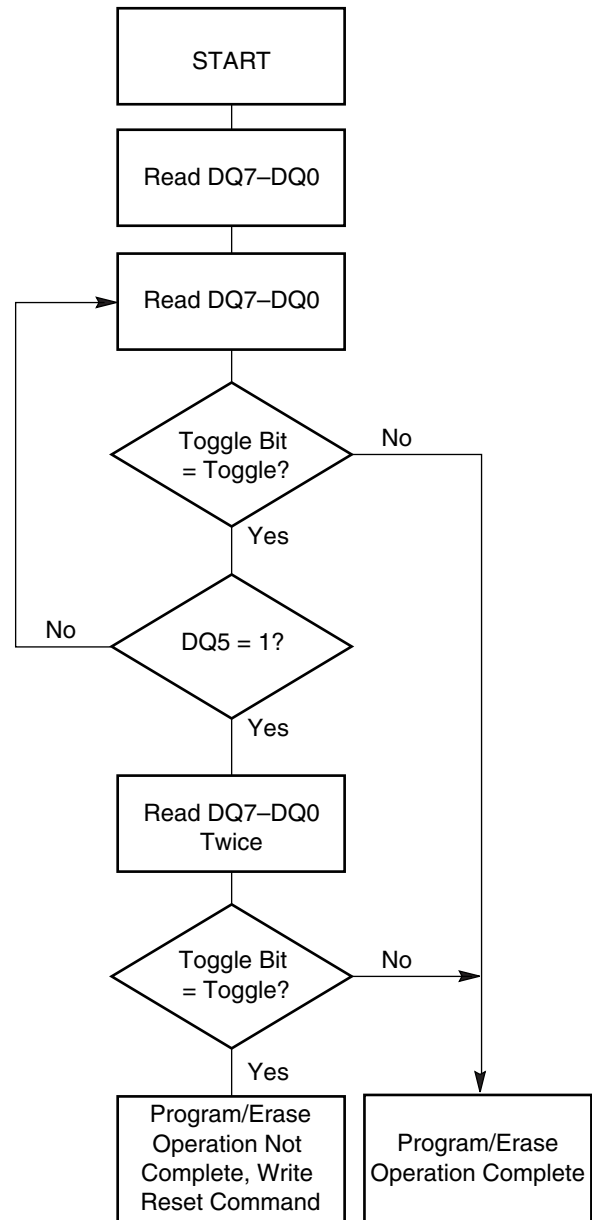 START
Read DQ7–DQ0
Read DQ7–DQ0
Toggle Bit
= Toggle?
No
Yes
No
DQ5 = 1?
Yes
Read DQ7–DQ0
Twice
Toggle Bit
= Toggle?
No
Yes
Program/Erase
Operation Not
Complete, Write
Reset Command
Program/Erase
Operation Complete